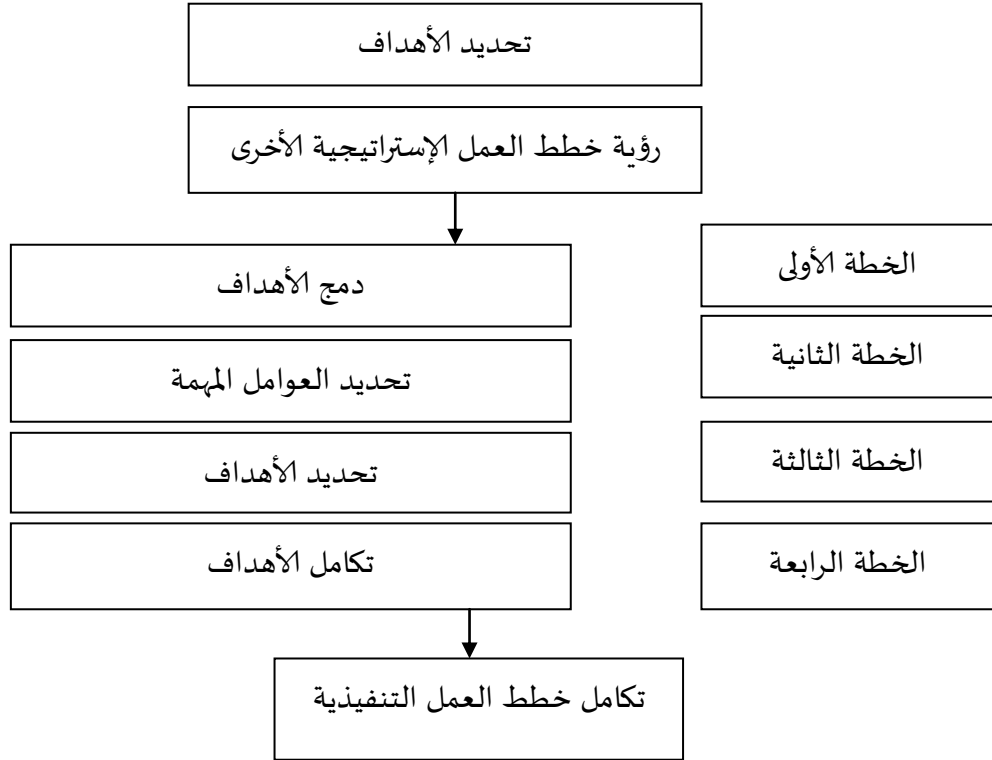 تحديد الأهداف
رؤية خطط العمل الإستراتيجية الأخرى
الخطة الأولى
دمج الأهداف
الخطة الثانية
تحديد العوامل المهمة
الخطة الثالثة
تحديد الأهداف
الخطة الرابعة
تكامل الأهداف
تكامل خطط العمل التنفيذية